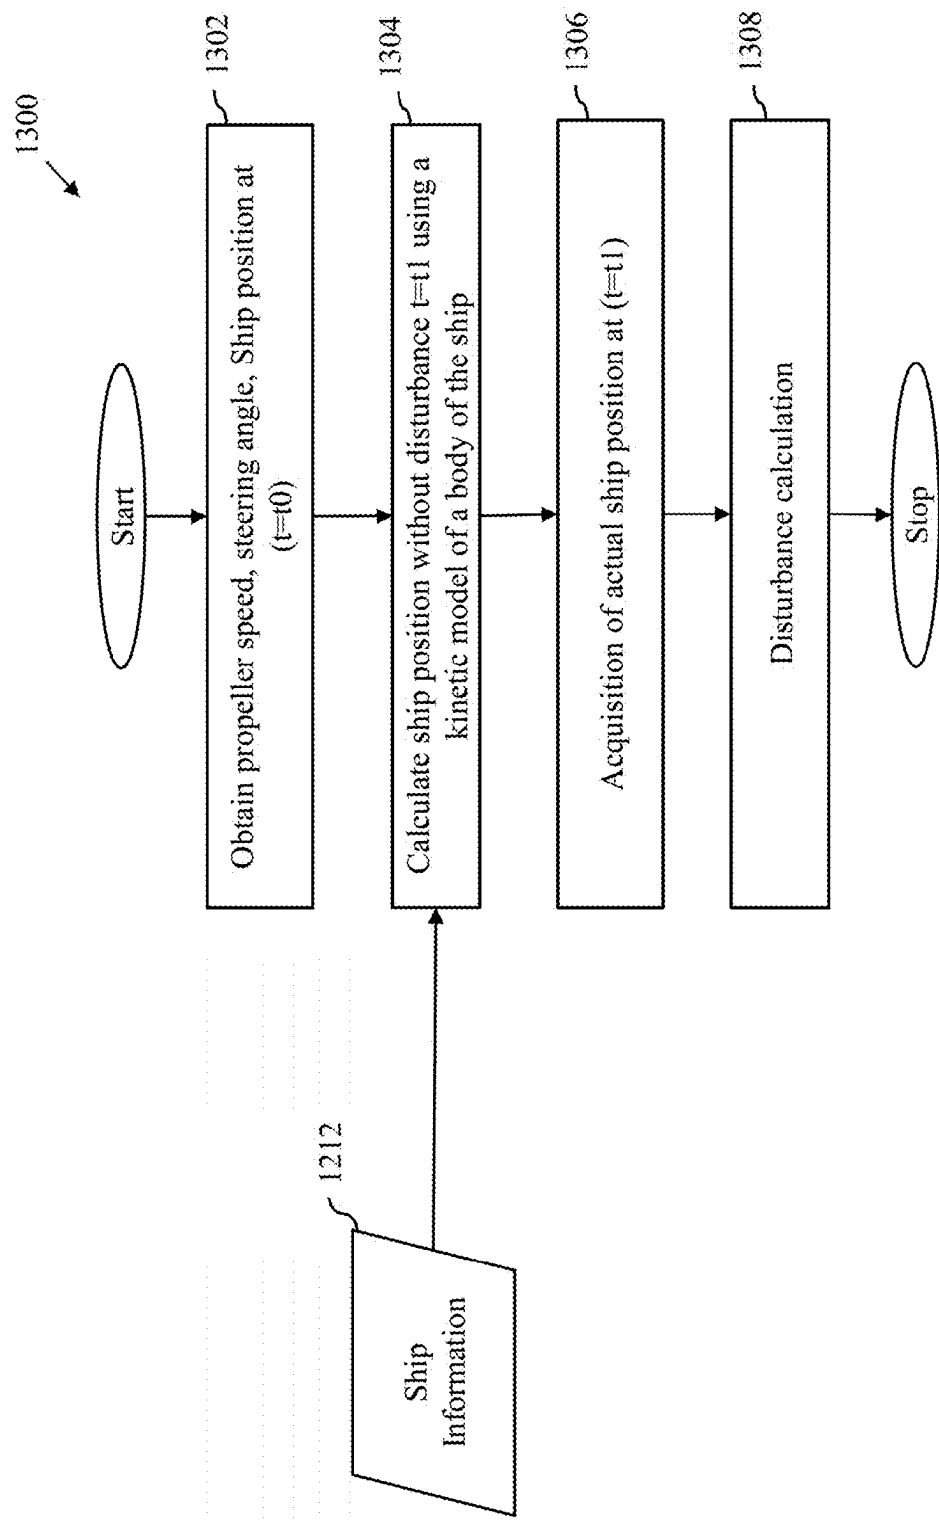 1300
Start
1302
Obtain propeller speed, steering angle, Ship position at
(t=t0)
1304
Calculate ship position without disturbance t=t1 using a
kinetic model of a body of the ship
1212
Ship
Information
1306
Acquisition of actual ship position at (t=t1)
1308
Disturbance calculation
Stop